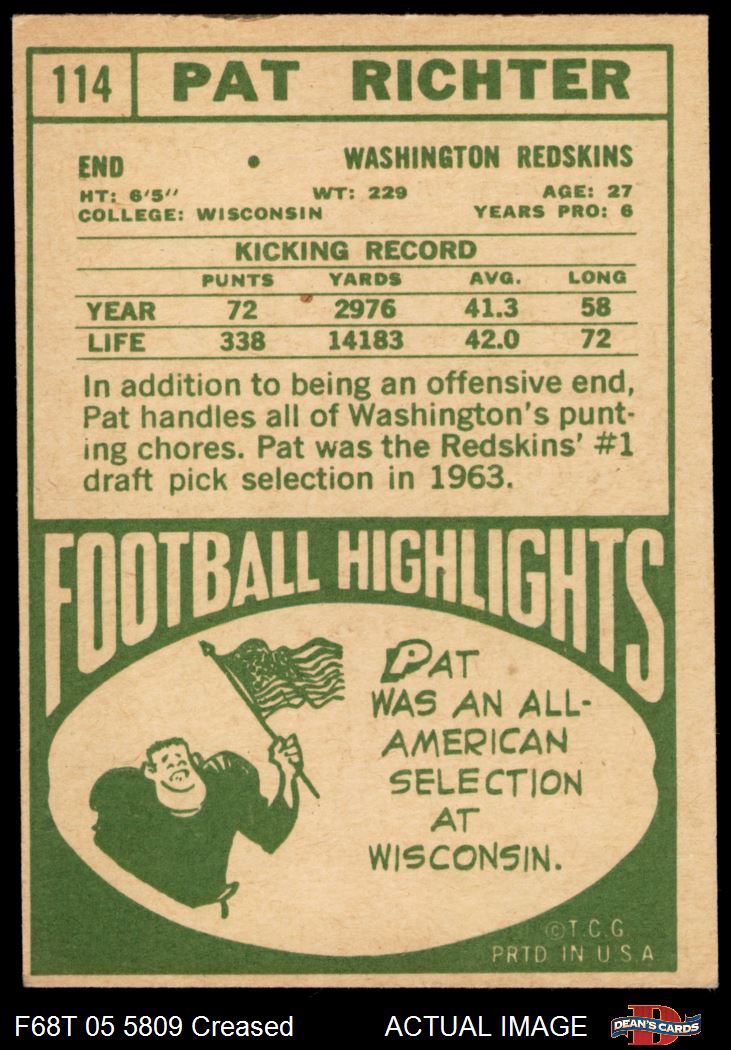 114 PAT RICHTER
END • WASHINGTON REDSKINS
HT: 6'5" WT: 229 AGE: 27
COLLEGE: WISCONSIN YEARS PRO: 6
KICKING RECORD
PUNTS YARDS AVG. LONG
YEAR 72 2976 41.3 58
LIFE 338 14183 42.0 72
In addition to being an offensive end,
Pat handles all of Washington's punt-
ing chores. Pat was the Redskins' #1
draft pick selection in 1963.
FOOTBALL HIGHLIGHTS
PAT
WAS AN ALL-
AMERICAN
SELECTION
AT
WISCONSIN.
©T.C.G.
PRTD IN U.S.A
F68T 05 5809 Creased ACTUAL IMAGE DEAN'S CARDS